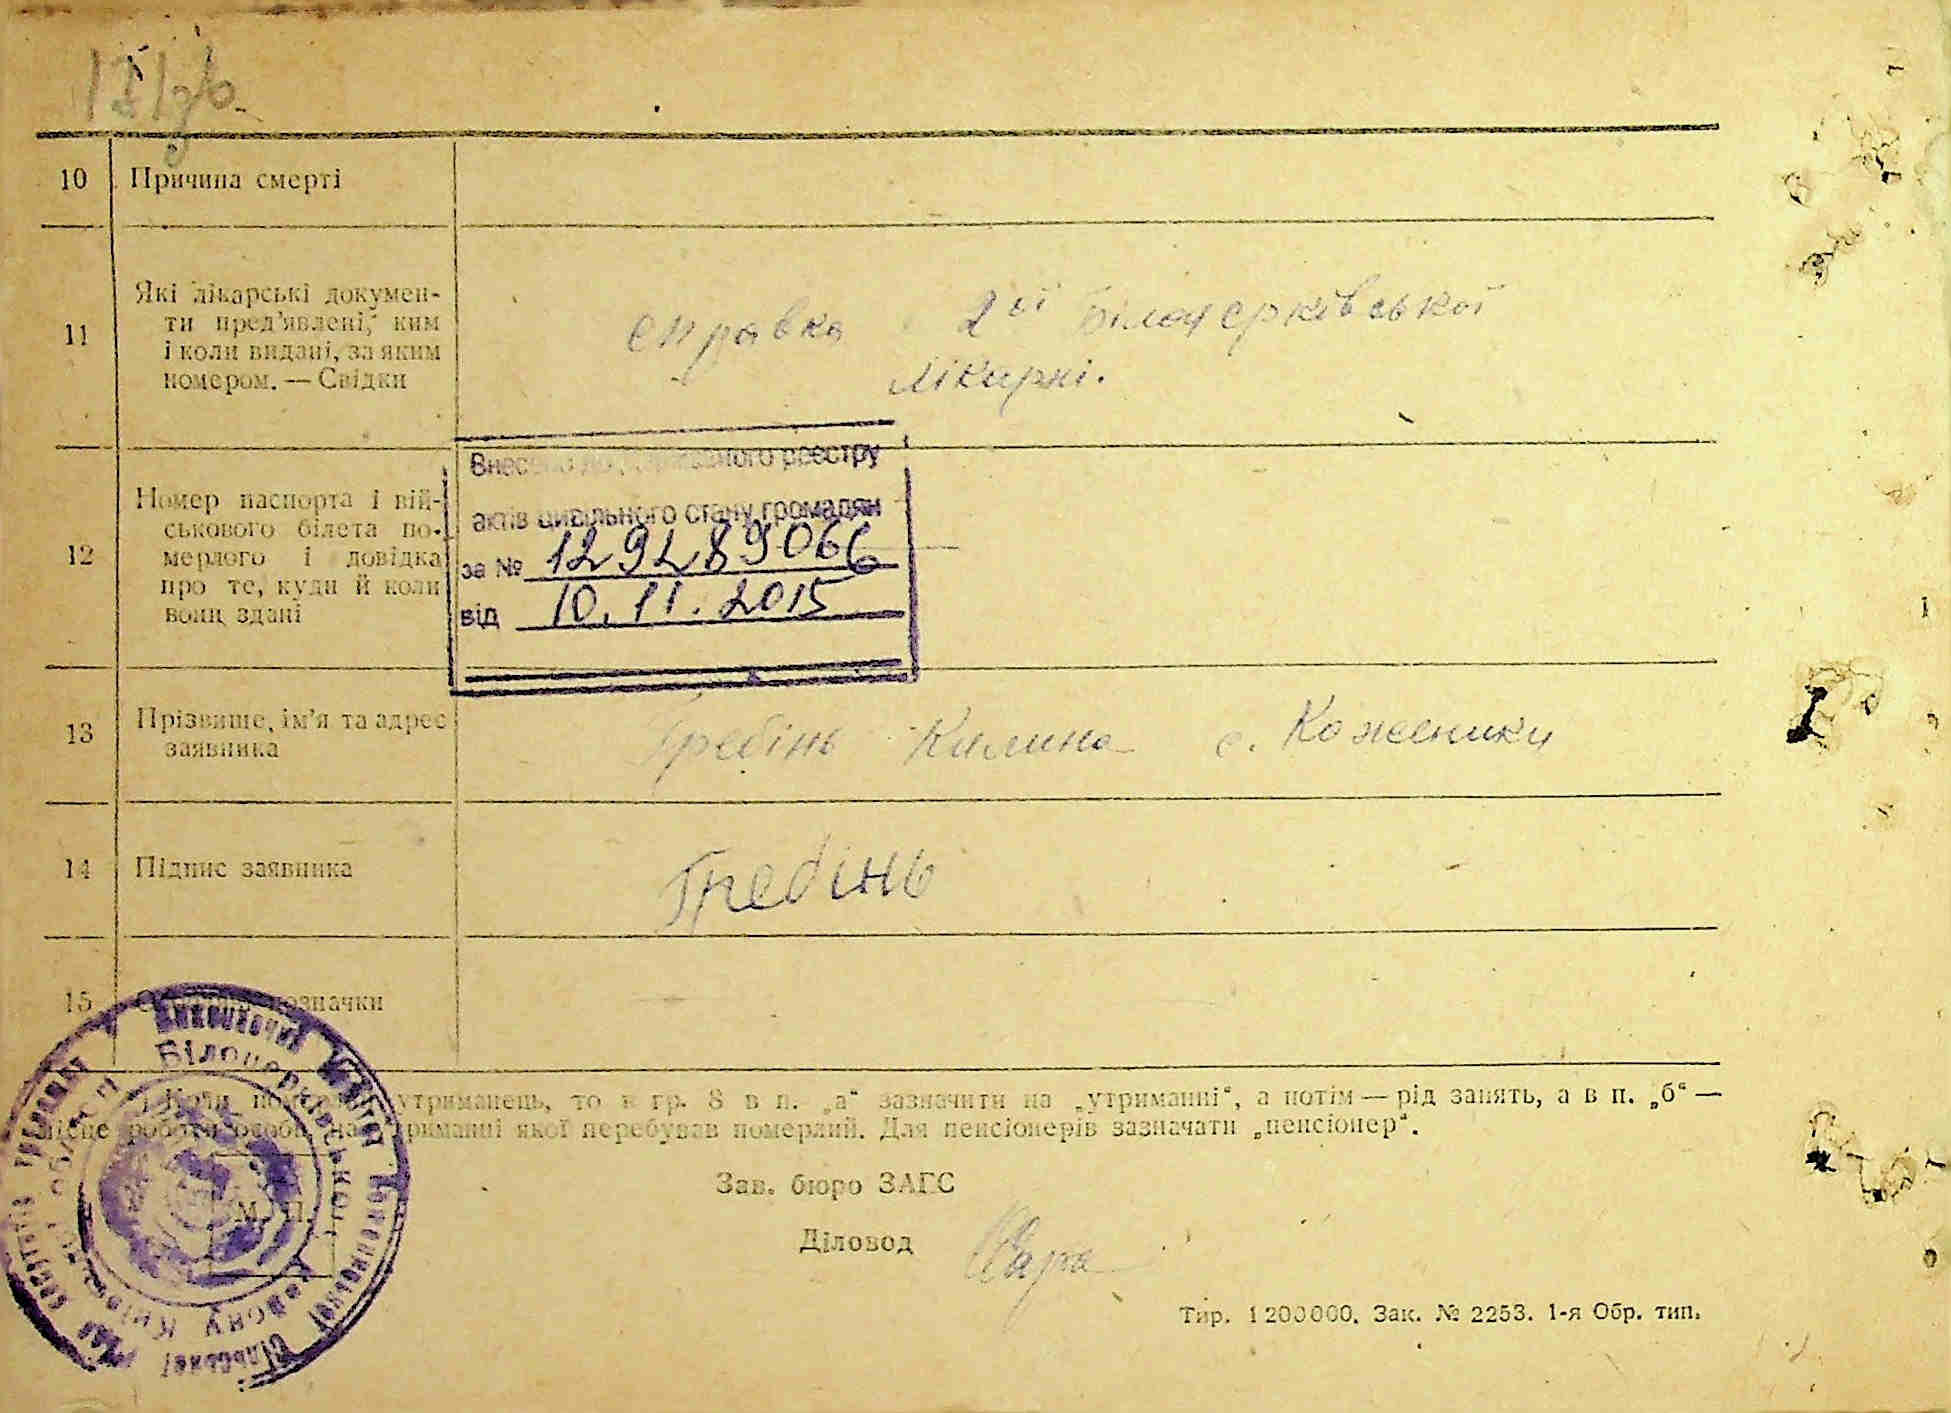 10 Причина смерті
11 Які лікарські докумен-
ти пред'явлені, ким
і коли видані, за яким
номером. — Свідки
справка 2ої Білоцерківської
лікарні.
12 Номер паспорта і вій-
ськового білета по-
мерлого і довідка
про те, куди й коли
вони здані
Внесено до Державного реєстру
актів цивільного стану громадян
за № 129289066
від 10.11.2015
13 Прізвище, ім'я та адрес
заявника
Гребінь Килина с. Коженики
14 Підпис заявника
Гребінь
15 позначки
утриманець, то в гр. 8 в п. „а“ зазначити на „утриманні“, а потім — рід занять, а в п. „б“ —
місце роботи особи, на утриманні якої перебував померлий. Для пенсіонерів зазначати „пенсіонер“.
Зав. бюро ЗАГС
Діловод
М. П.
Виконавчий Комітет сільської
Білоцерківського району
Тир. 1200000. Зак. № 2253. 1-я Обр. тип.